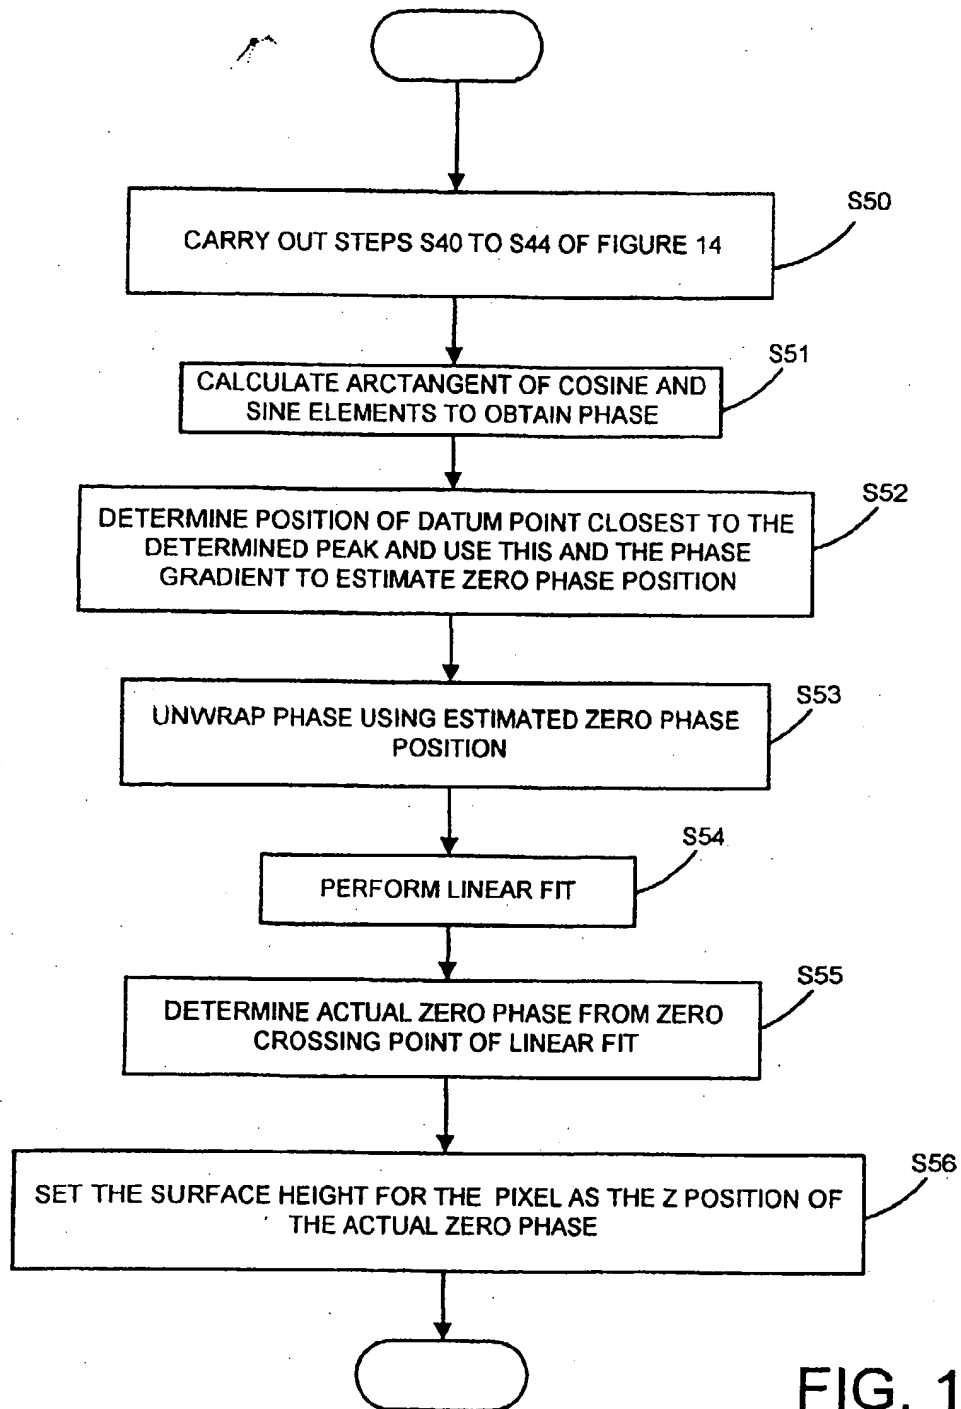 S50
CARRY OUT STEPS S40 TO S44 OF FIGURE 14
S51
CALCULATE ARCTANGENT OF COSINE AND
SINE ELEMENTS TO OBTAIN PHASE
S52
DETERMINE POSITION OF DATUM POINT CLOSEST TO THE
DETERMINED PEAK AND USE THIS AND THE PHASE
GRADIENT TO ESTIMATE ZERO PHASE POSITION
S53
UNWRAP PHASE USING ESTIMATED ZERO PHASE
POSITION
S54
PERFORM LINEAR FIT
S55
DETERMINE ACTUAL ZERO PHASE FROM ZERO
CROSSING POINT OF LINEAR FIT
S56
SET THE SURFACE HEIGHT FOR THE PIXEL AS THE Z POSITION OF
THE ACTUAL ZERO PHASE
FIG. 1